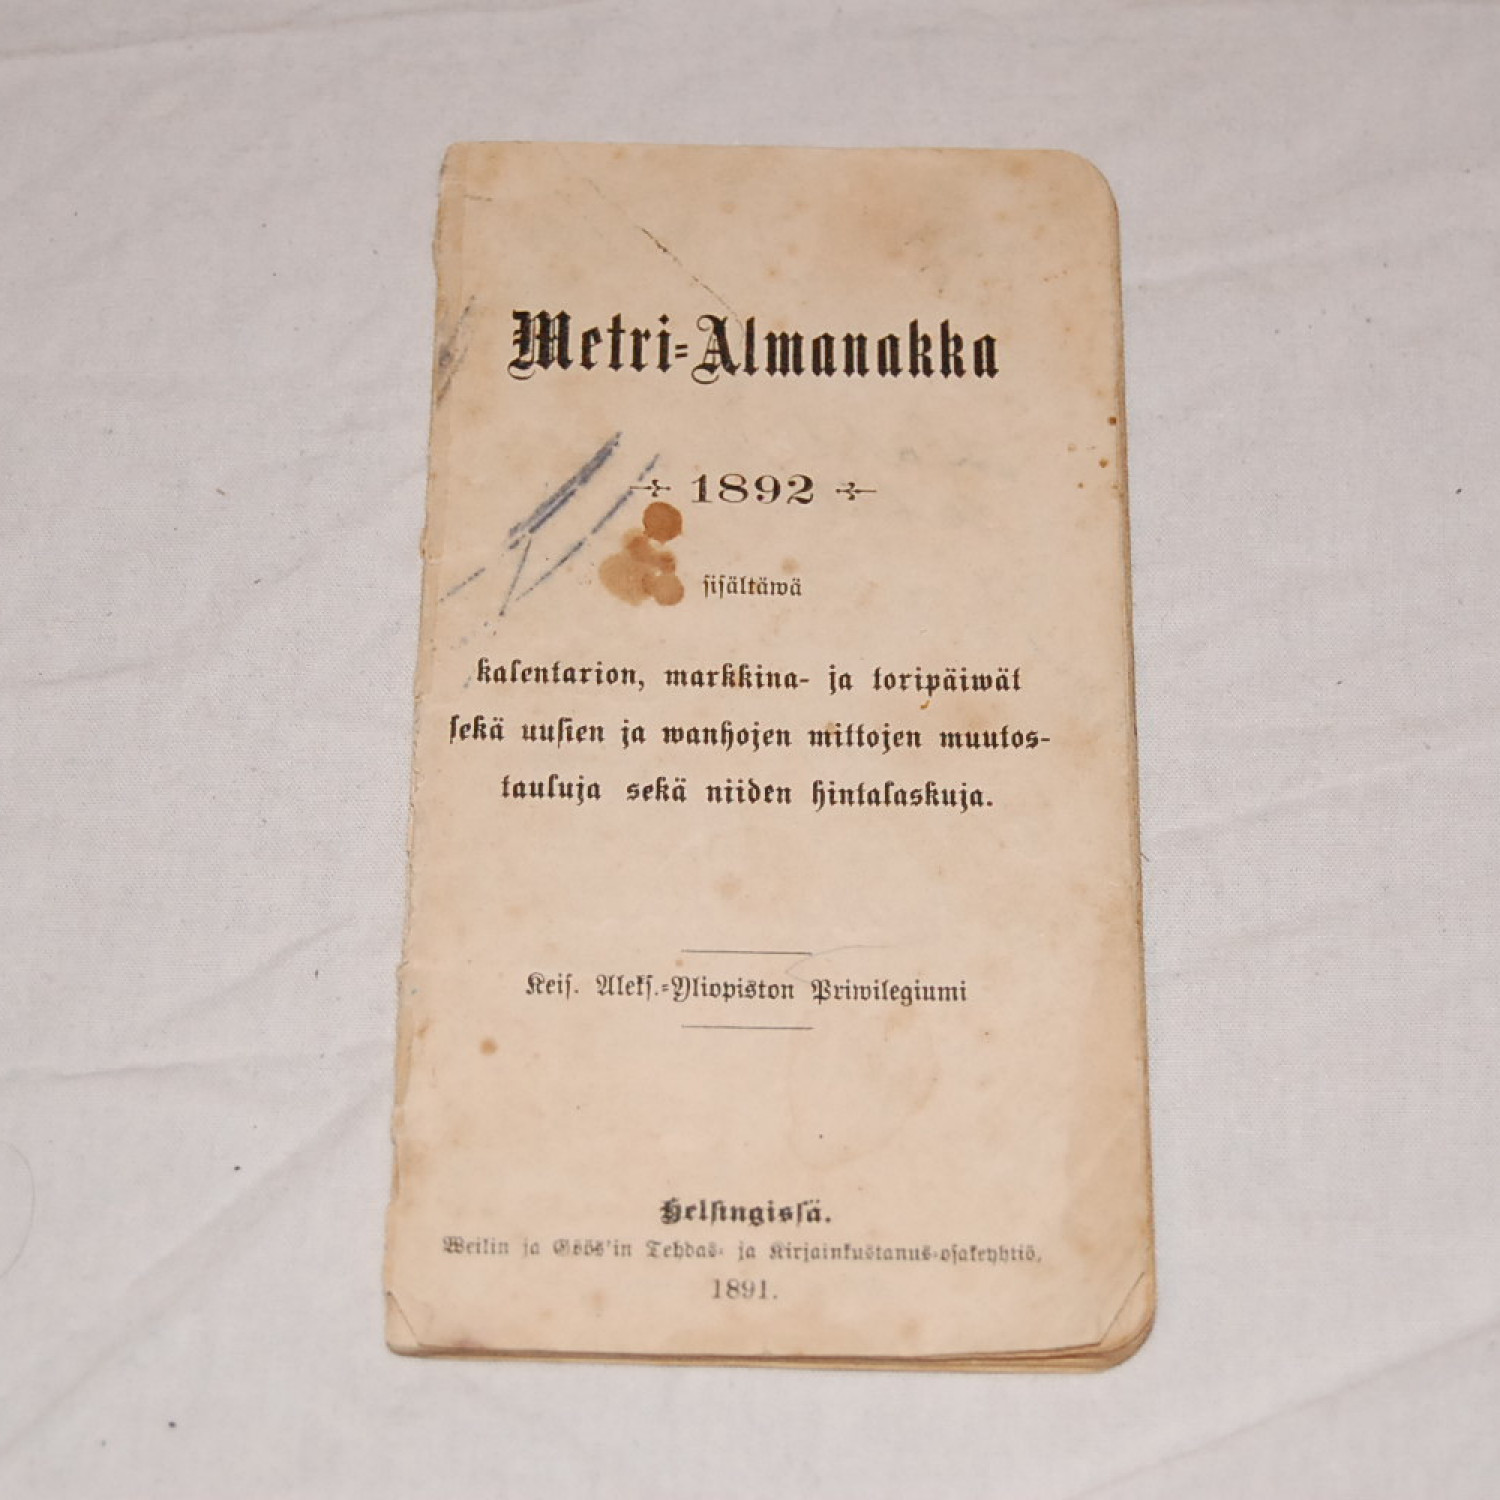 Metri-Almanakka
1892
sisältäwä
kalentarion, markkina- ja toripäiwät
sekä uusien ja wanhojen mittojen muutos-
tauluja sekä niiden hintalaskuja.
Keis. Aleks.-Yliopiston Priwilegiumi
Helsingissä.
Weilin ja Göös'in Tehdas- ja Kirjainkustanus-osakeyhtiö,
1891.